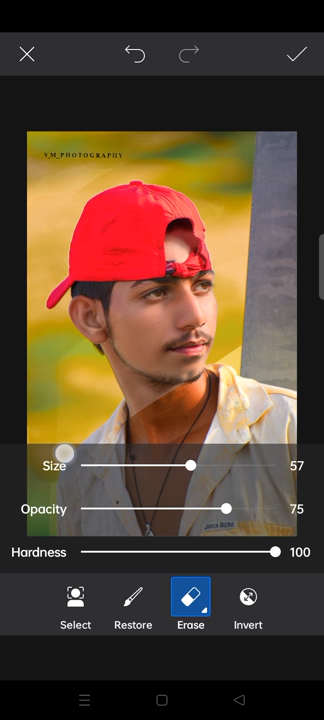 V_M_PHOTOGRAPHY
Size 57
Opacity 75
Hardness 100
Select Restore Erase Invert